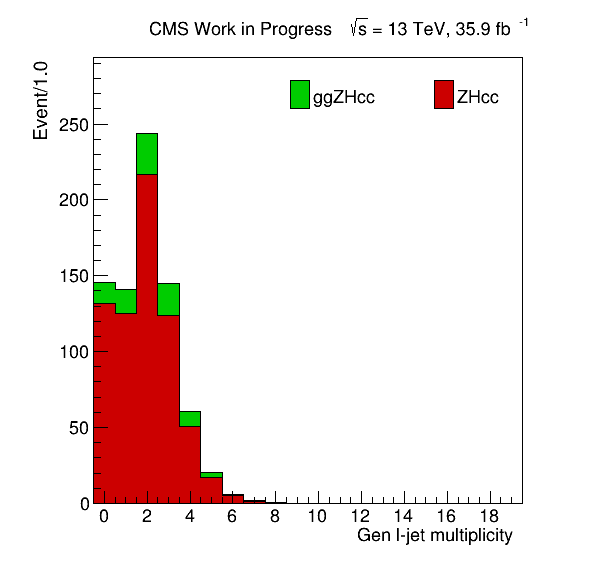 CMS Work in Progress √s = 13 TeV, 35.9 fb⁻¹
Event/1.0
ggZHcc ZHcc
250
200
150
100
50
0
0 2 4 6 8 10 12 14 16 18
Gen l-jet multiplicity